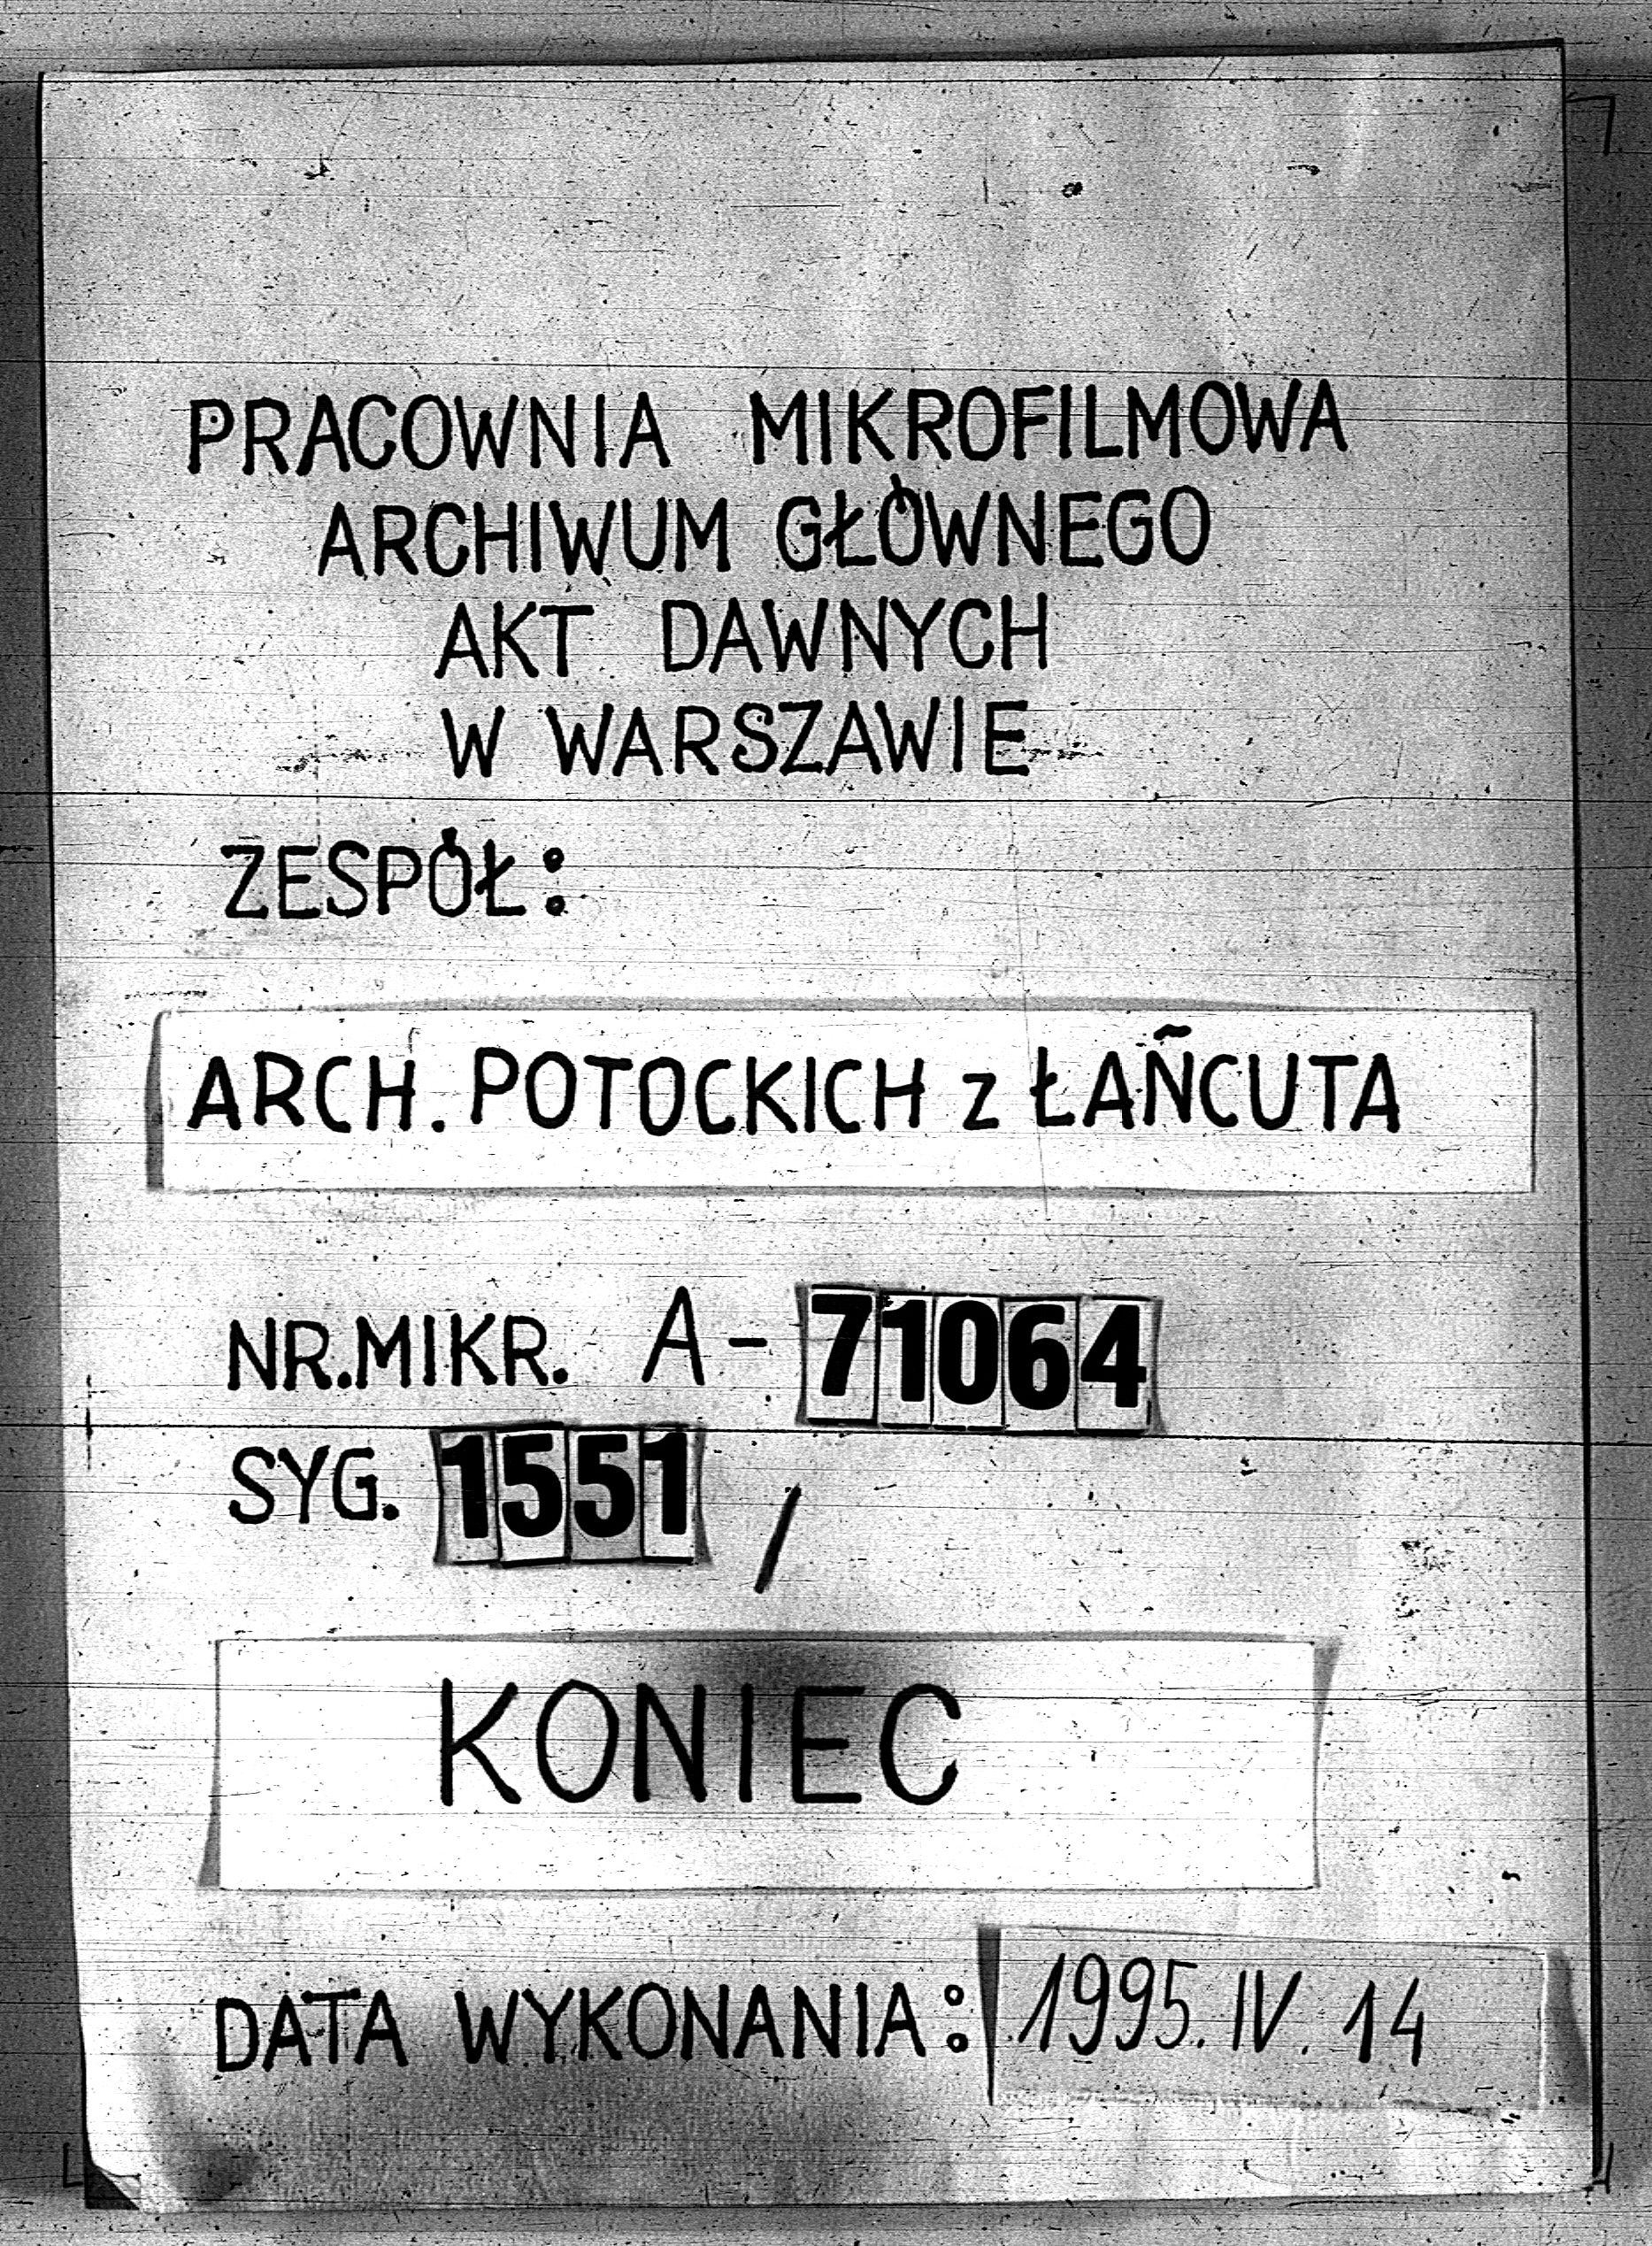 PRACOWNIA MIKROFILMOWA
ARCHIWUM GŁÓWNEGO
AKT DAWNYCH
W WARSZAWIE
ZESPÓŁ:
ARCH. POTOCKICH z ŁAŃCUTA
NR.MIKR. A-71064
SYG. 1551 /
KONIEC
DATA WYKONANIA: 1995. IV. 14